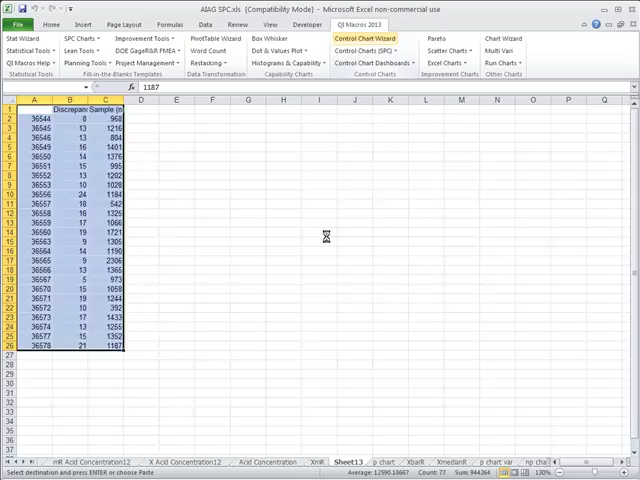 AIAG SPC.xls [Compatibility Mode] - Microsoft Excel non-commercial use
File Home Insert Page Layout Formulas Data Review View Developer QI Macros 2013
Stat Wizard SPC Charts Improvement Tools PivotTable Wizard Box Whisker Control Chart Wizard Pareto Chart Wizard
Statistical Tools Lean Tools DOE GageR&R FMEA Word Count Dot & Values Plot Control Charts (SPC) Scatter Charts Multi Vari
QI Macros Help Planning Tools Project Management Restacking Histograms & Capability Control Chart Dashboards Excel Charts Run Charts
Statistical Tools Fill-in-the-Blanks Templates Data Transformation Capability Charts Control Charts Improvement Charts
1187
A B C D E F G H I J K L M N O P Q
1 Discrepanc Sample (n
2 36544 8 968
3 36545 13 1216
4 36546 13 804
5 36549 16 1401
6 36550 14 1376
7 36551 15 995
8 36552 13 1202
9 36553 10 1028
10 36556 24 1184
11 36557 18 542
12 36558 16 1325
13 36559 17 1066
14 36560 19 1721
15 36563 9 1305
16 36564 14 1190
17 36565 9 2306
18 36566 13 1365
19 36567 5 973
20 36570 15 1058
21 36571 19 1244
22 36572 10 392
23 36573 17 1433
24 36574 13 1255
25 36577 15 1352
26 36578 21 1187
27
28
29
30
31
32
33
34
35
36
37
mR Acid Concentration12 X Acid Concentration12 Acid Concentration XmR Sheet13 p chart XbarR XmedianR p chart var np cha
Select destination and press ENTER or choose Paste Average: 12590.18667 Count: 77 Sum: 944264 130%